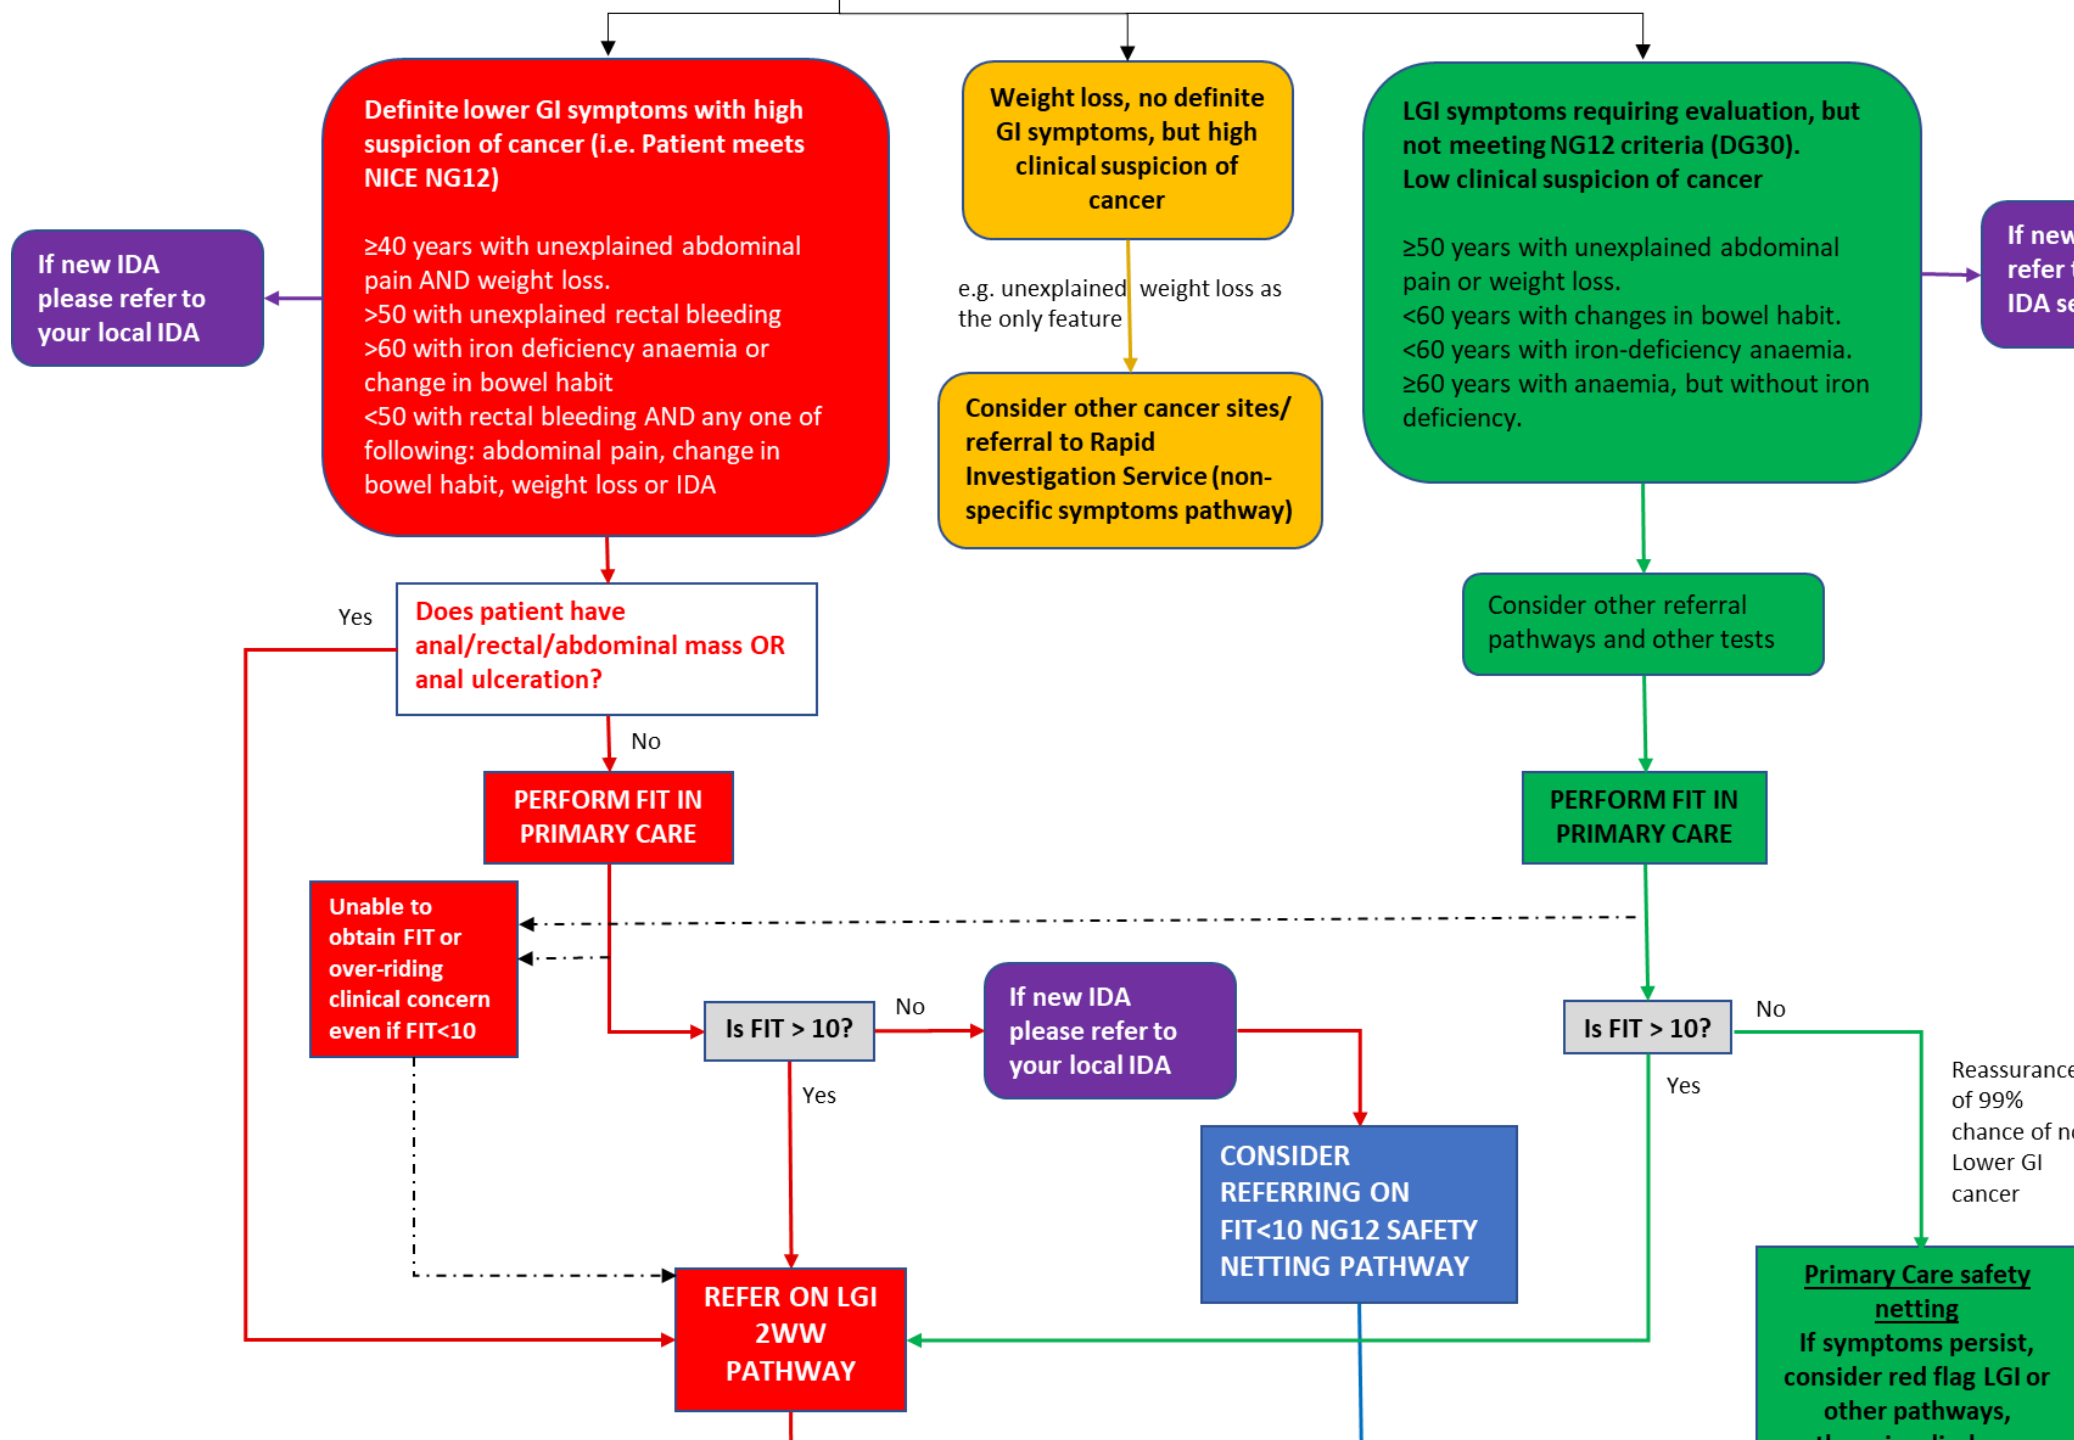 Definite lower GI symptoms with high
suspicion of cancer (i.e. Patient meets
NICE NG12)
≥40 years with unexplained abdominal
pain AND weight loss.
>50 with unexplained rectal bleeding
>60 with iron deficiency anaemia or
change in bowel habit
<50 with rectal bleeding AND any one of
following: abdominal pain, change in
bowel habit, weight loss or IDA
If new IDA
please refer to
your local IDA
Weight loss, no definite
GI symptoms, but high
clinical suspicion of
cancer
e.g. unexplained weight loss as
the only feature
Consider other cancer sites/
referral to Rapid
Investigation Service (non-
specific symptoms pathway)
LGI symptoms requiring evaluation, but
not meeting NG12 criteria (DG30).
Low clinical suspicion of cancer
≥50 years with unexplained abdominal
pain or weight loss.
<60 years with changes in bowel habit.
<60 years with iron-deficiency anaemia.
≥60 years with anaemia, but without iron
deficiency.
If new
refer
IDA
Does patient have
anal/rectal/abdominal mass OR
anal ulceration?
Yes
No
Consider other referral
pathways and other tests
PERFORM FIT IN
PRIMARY CARE
PERFORM FIT IN
PRIMARY CARE
Unable to
obtain FIT or
over-riding
clinical concern
even if FIT<10
Is FIT > 10?
No
Yes
If new IDA
please refer to
your local IDA
Is FIT > 10?
No
Yes
Reassurance
of 99%
chance of
Lower GI
cancer
CONSIDER
REFERRING ON
FIT<10 NG12 SAFETY
NETTING PATHWAY
REFER ON LGI
2WW
PATHWAY
Primary Care safety
netting
If symptoms persist,
consider red flag LGI or
other pathways,